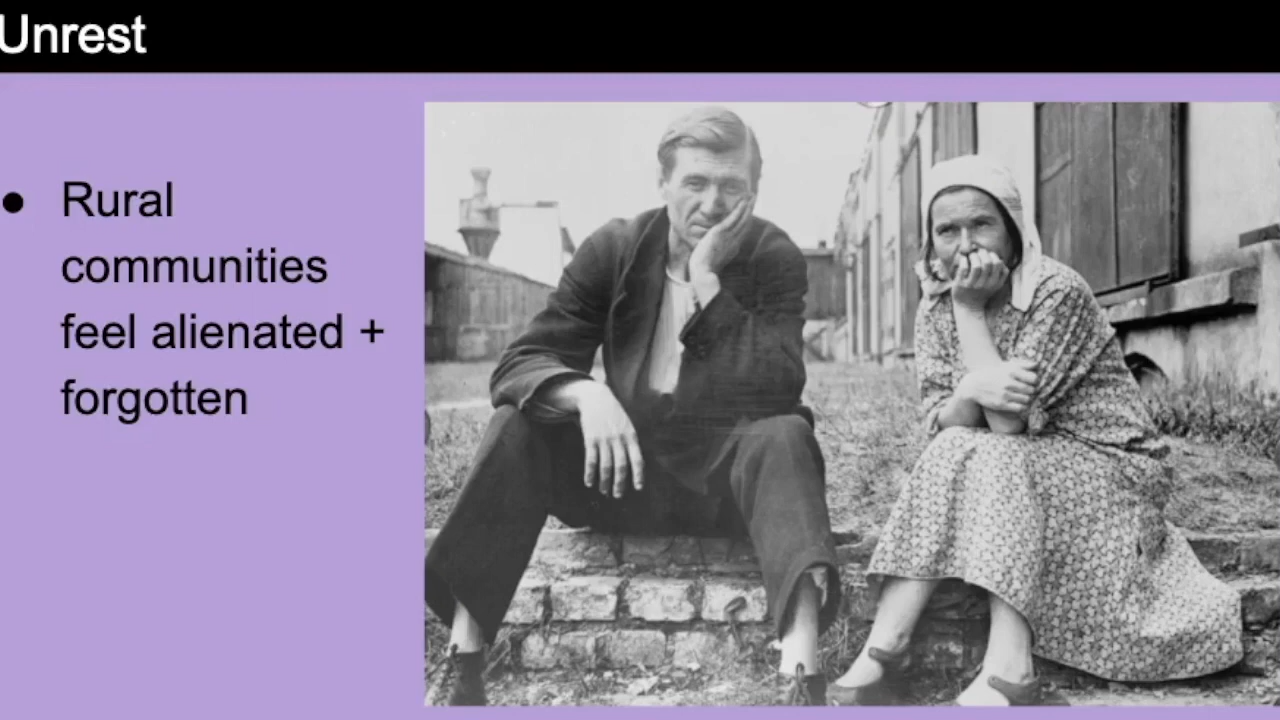 Unrest
● Rural
communities
feel alienated +
forgotten